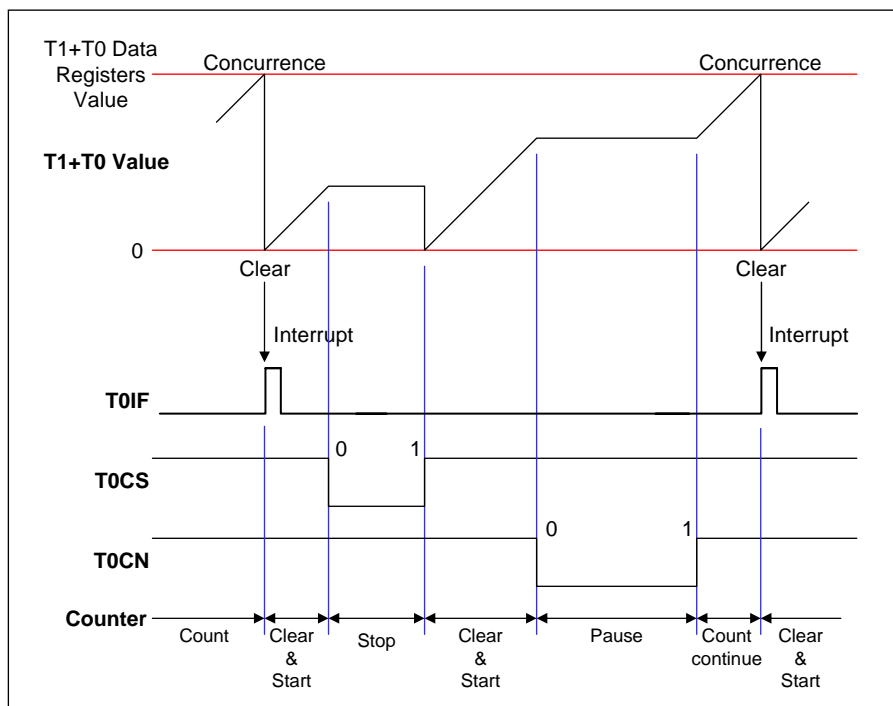 T1+T0 Data
Registers
Value
Concurrence
Concurrence
T1+T0 Value
0
Clear
Clear
Interrupt
Interrupt
T0IF
0
1
T0CS
0
1
T0CN
Counter
Count
Clear
&
Start
Stop
Clear
&
Start
Pause
Count
continue
Clear
&
Start